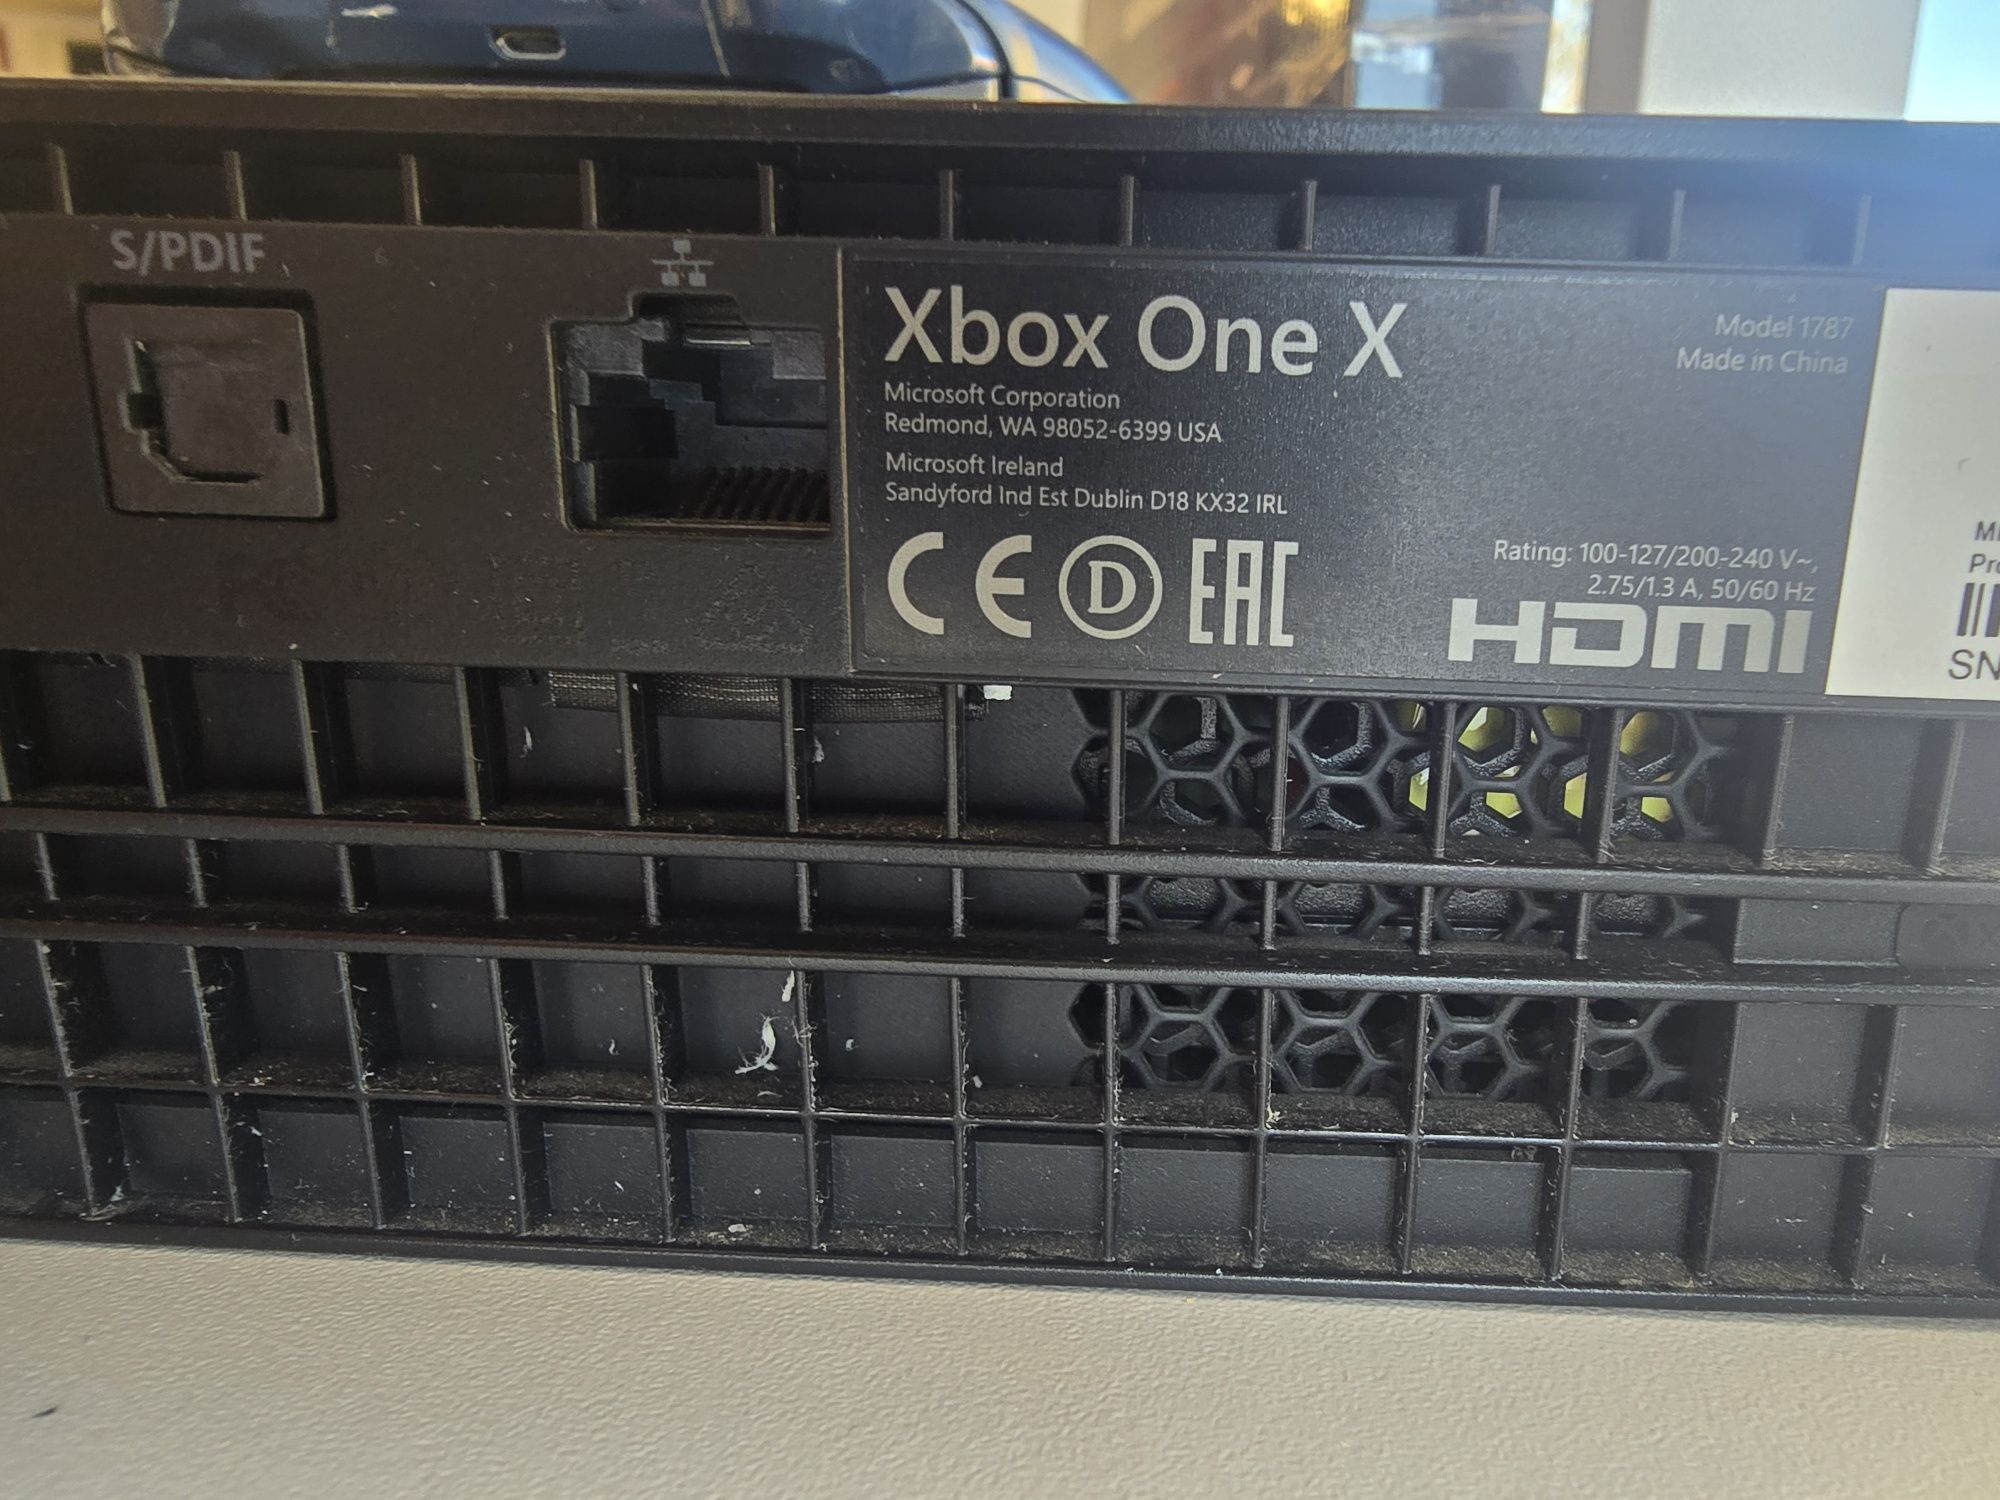 S/PDIF
Xbox One X
Model 1787
Made in China
Microsoft Corporation
Redmond, WA 98052-6399 USA
Microsoft Ireland
Sandyford Ind Est Dublin D18 KX32 IRL
CE D EAC
Rating: 100-127/200-240 V~,
2.75/1.3 A, 50/60 Hz
HDMI
SN